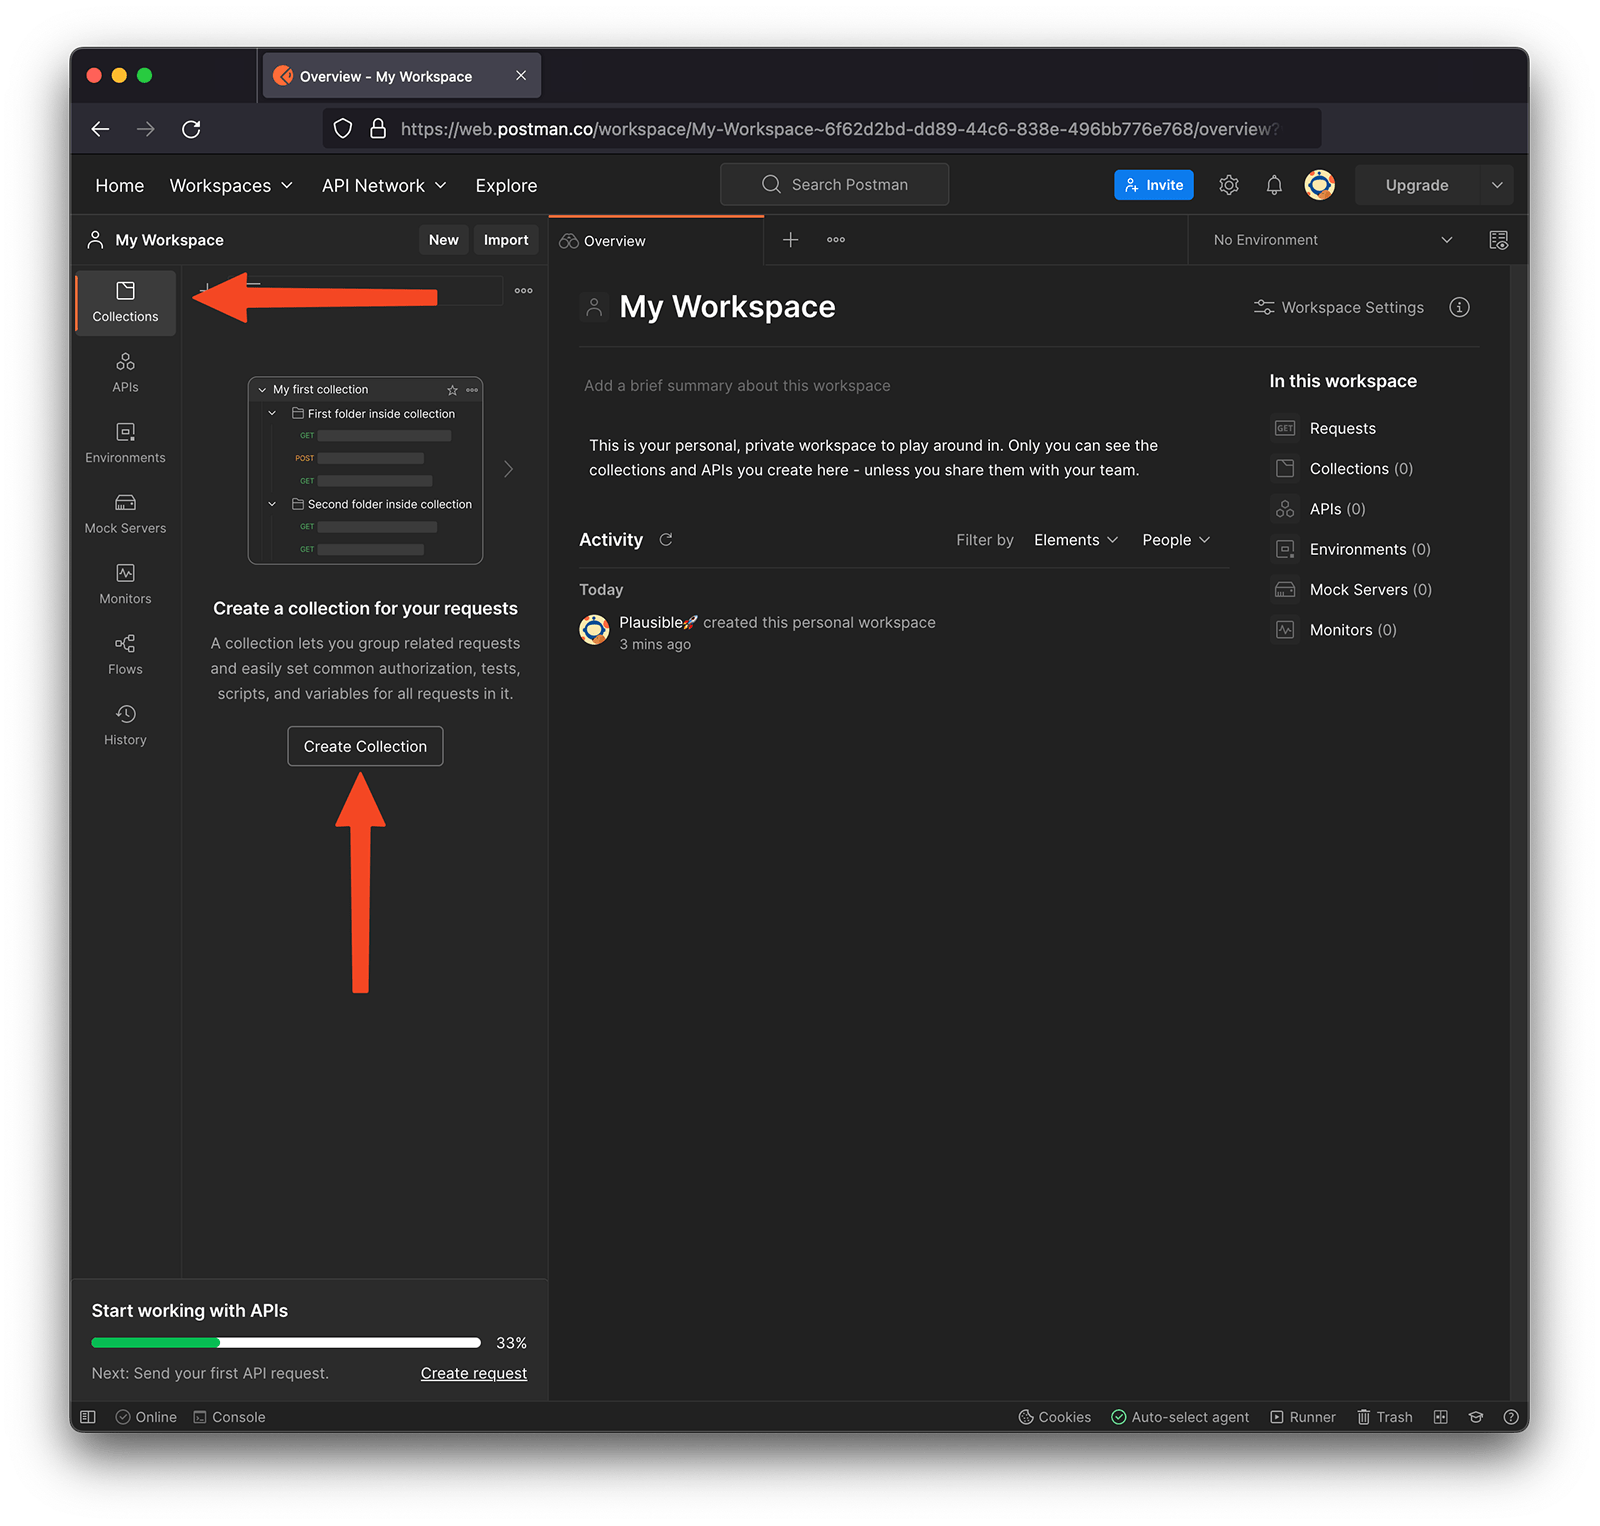 Overview - My Workspace
https://web.postman.co/workspace/My-Workspace~6f62d2bd-dd89-44c6-838e-496bb776e768/overview?
Home Workspaces API Network Explore Search Postman Invite Upgrade
My Workspace New Import Overview No Environment
Collections
APIs
Environments
Mock Servers
Monitors
Flows
History
My first collection
First folder inside collection
GET
POST
GET
Second folder inside collection
GET
GET
Create a collection for your requests
A collection lets you group related requests
and easily set common authorization, tests,
scripts, and variables for all requests in it.
Create Collection
My Workspace
Workspace Settings
Add a brief summary about this workspace
This is your personal, private workspace to play around in. Only you can see the
collections and APIs you create here - unless you share them with your team.
Activity Filter by Elements People
Today
Plausible🚀 created this personal workspace
3 mins ago
In this workspace
GET Requests
Collections (0)
APIs (0)
Environments (0)
Mock Servers (0)
Monitors (0)
Start working with APIs
33%
Next: Send your first API request. Create request
Online Console Cookies Auto-select agent Runner Trash